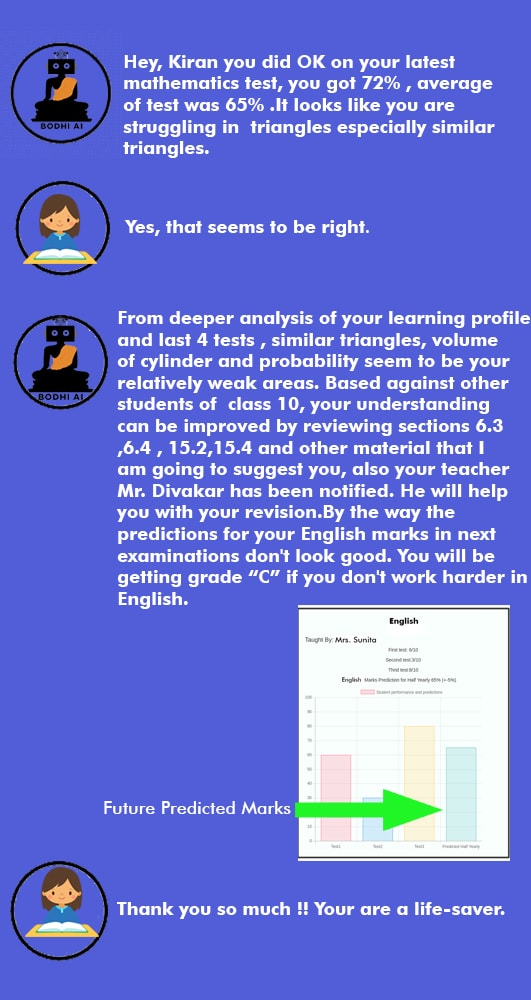 Hey, Kiran you did OK on your latest
mathematics test, you got 72% , average
of test was 65% .It looks like you are
struggling in  triangles especially similar
triangles.
BODHI AI
Yes, that seems to be right.
From deeper analysis of your learning profile
and last 4 tests , similar triangles, volume
of cylinder and probability seem to be your
relatively weak areas. Based against other
students of  class 10, your understanding
can be improved by reviewing sections 6.3
,6.4 , 15.2,15.4 and other material that I
am going to suggest you, also your teacher
Mr. Divakar has been notified. He will help
you with your revision.By the way the
predictions for your English marks in next
examinations don't look good. You will be
getting grade “C” if you don't work harder in
English.
BODHI AI
English
Taught By: Mrs. Sunita
First test: 6/10
Second test:3/10
Third test:8/10
English Marks Prediction for Half Yearly 65% (+-5%)
Student performance and predictions
100
90
80
70
60
50
40
30
20
10
0
Test1 Test2 Test3 Predicted Half Yearly
Future Predicted Marks
Thank you so much !! Your are a life-saver.